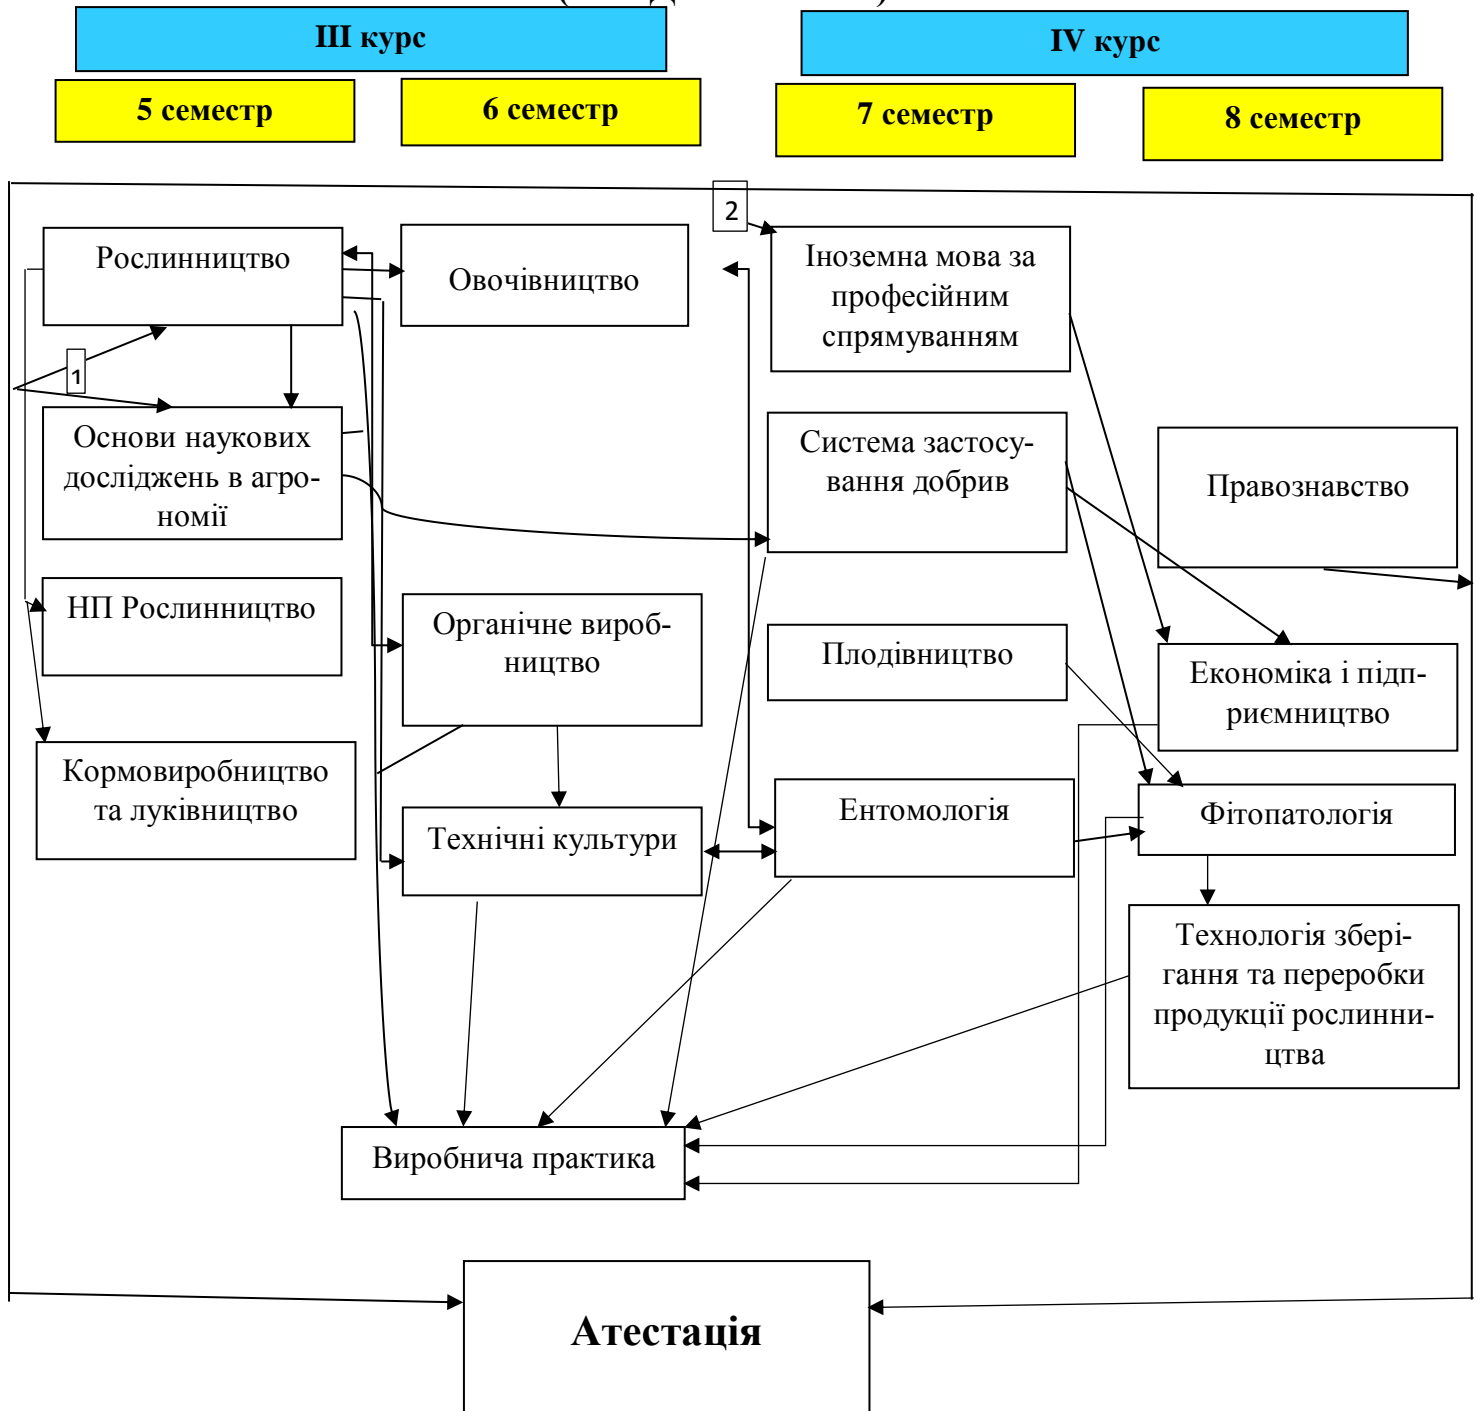 III курс
IV курс
5 семестр
6 семестр
7 семестр
8 семестр
2
Рослинництво
Овочівництво
Іноземна мова за
професійним
спрямуванням
1
Основи наукових
досліджень в агро-
номії
Система застосу-
вання добрив
Правознавство
НП Рослинництво
Органічне вироб-
ництво
Плодівництво
Економіка і підп-
риємництво
Кормовиробництво
та луківництво
Технічні культури
Ентомологія
Фітопатологія
Технологія збері-
гання та переробки
продукції рослинни-
цтва
Виробнича практика
Атестація